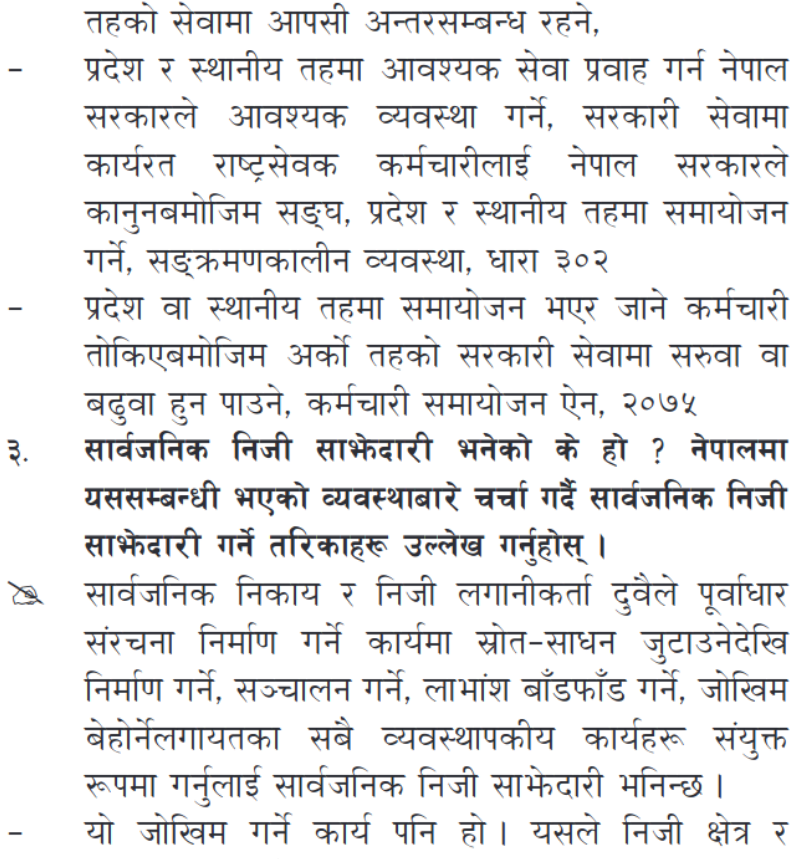 तहको सेवामा आपसी अन्तरसम्बन्ध रहने,
– प्रदेश र स्थानीय तहमा आवश्यक सेवा प्रवाह गर्न नेपाल
सरकारले आवश्यक व्यवस्था गर्ने, सरकारी सेवामा
कार्यरत राष्ट्रसेवक कर्मचारीलाई नेपाल सरकारले
कानुनबमोजिम सङ्घ, प्रदेश र स्थानीय तहमा समायोजन
गर्ने, सङ्क्रमणकालीन व्यवस्था, धारा ३०२
– प्रदेश वा स्थानीय तहमा समायोजन भएर जाने कर्मचारी
तोकिएबमोजिम अर्को तहको सरकारी सेवामा सरुवा वा
बढुवा हुन पाउने, कर्मचारी समायोजन ऐन, २०७५
३. सार्वजनिक निजी साझेदारी भनेको के हो ? नेपालमा
यससम्बन्धी भएको व्यवस्थाबारे चर्चा गर्दै सार्वजनिक निजी
साझेदारी गर्ने तरिकाहरू उल्लेख गर्नुहोस् ।
सार्वजनिक निकाय र निजी लगानीकर्ता दुवैले पूर्वाधार
संरचना निर्माण गर्ने कार्यमा स्रोत-साधन जुटाउनेदेखि
निर्माण गर्ने, सञ्चालन गर्ने, लाभांश बाँडफाँड गर्ने, जोखिम
बेहोर्नेलगायतका सबै व्यवस्थापकीय कार्यहरू संयुक्त
रूपमा गर्नुलाई सार्वजनिक निजी साझेदारी भनिन्छ ।
– यो जोखिम गर्ने कार्य पनि हो । यसले निजी क्षेत्र र